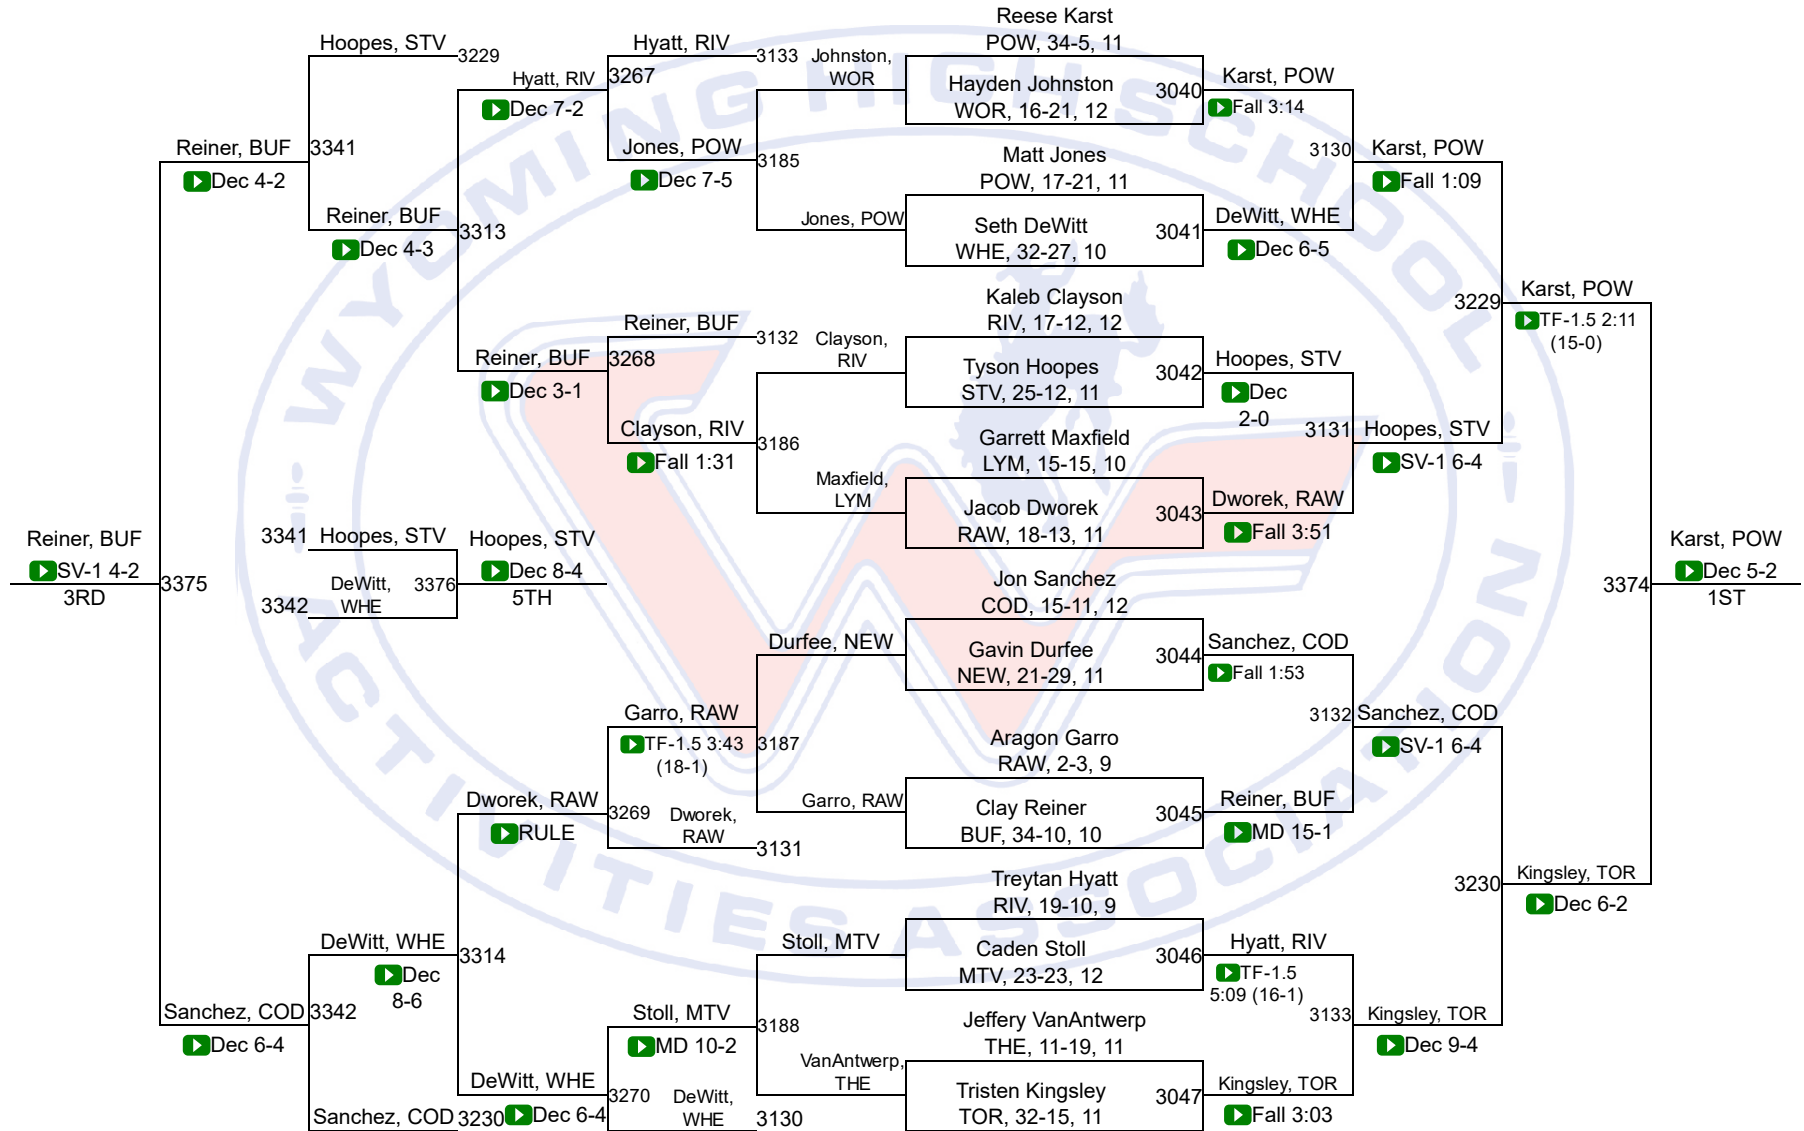 Reese Karst
POW, 34-5, 11
Hoopes, STV
3229
Hyatt, RIV
3133
Johnston,
WOR
Hyatt, RIV
3267
Dec 7-2
Hayden Johnston
WOR, 16-21, 12
3040
Karst, POW
Fall 3:14
Reiner, BUF
3341
Dec 4-2
Jones, POW
3185
Dec 7-5
Matt Jones
POW, 17-21, 11
3130
Karst, POW
Fall 1:09
Reiner, BUF
3313
Dec 4-3
Jones, POW
Seth DeWitt
WHE, 32-27, 10
3041
DeWitt, WHE
Dec 6-5
Kaleb Clayson
RIV, 17-12, 12
3229
Karst, POW
TF-1.5 2:11
(15-0)
Reiner, BUF
3132
Clayson,
RIV
Reiner, BUF
3268
Dec 3-1
Tyson Hoopes
STV, 25-12, 11
3042
Hoopes, STV
Dec
2-0
Clayson, RIV
3186
Fall 1:31
Garrett Maxfield
LYM, 15-15, 10
3131
Hoopes, STV
SV-1 6-4
Maxfield,
LYM
Jacob Dworek
RAW, 18-13, 11
3043
Dworek, RAW
Fall 3:51
Reiner, BUF
SV-1 4-2
3RD
3375
3341
Hoopes, STV
3342
DeWitt,
WHE
3376
Hoopes, STV
Dec 8-4
5TH
Jon Sanchez
COD, 15-11, 12
3374
Karst, POW
Dec 5-2
1ST
Durfee, NEW
Gavin Durfee
NEW, 21-29, 11
3044
Sanchez, COD
Fall 1:53
Garro, RAW
TF-1.5 3:43
(18-1)
3187
Aragon Garro
RAW, 2-3, 9
3132
Sanchez, COD
SV-1 6-4
Dworek, RAW
RULE
3269
Dworek,
RAW
3131
Garro, RAW
Clay Reiner
BUF, 34-10, 10
3045
Reiner, BUF
MD 15-1
Treytan Hyatt
RIV, 19-10, 9
3230
Kingsley, TOR
Dec 6-2
DeWitt, WHE
3314
Dec
8-6
Stoll, MTV
Caden Stoll
MTV, 23-23, 12
3046
Hyatt, RIV
TF-1.5
5:09 (16-1)
Sanchez, COD
3342
Dec 6-4
Stoll, MTV
3188
MD 10-2
Jeffery VanAntwerp
THE, 11-19, 11
3133
Kingsley, TOR
Dec 9-4
VanAntwerp,
THE
DeWitt, WHE
3270
Dec 6-4
DeWitt,
WHE
3130
Tristen Kingsley
TOR, 32-15, 11
3047
Kingsley, TOR
Fall 3:03
Sanchez, COD
3230
WYOMING HIGH SCHOOL
ACTIVITIES ASSOCIATION